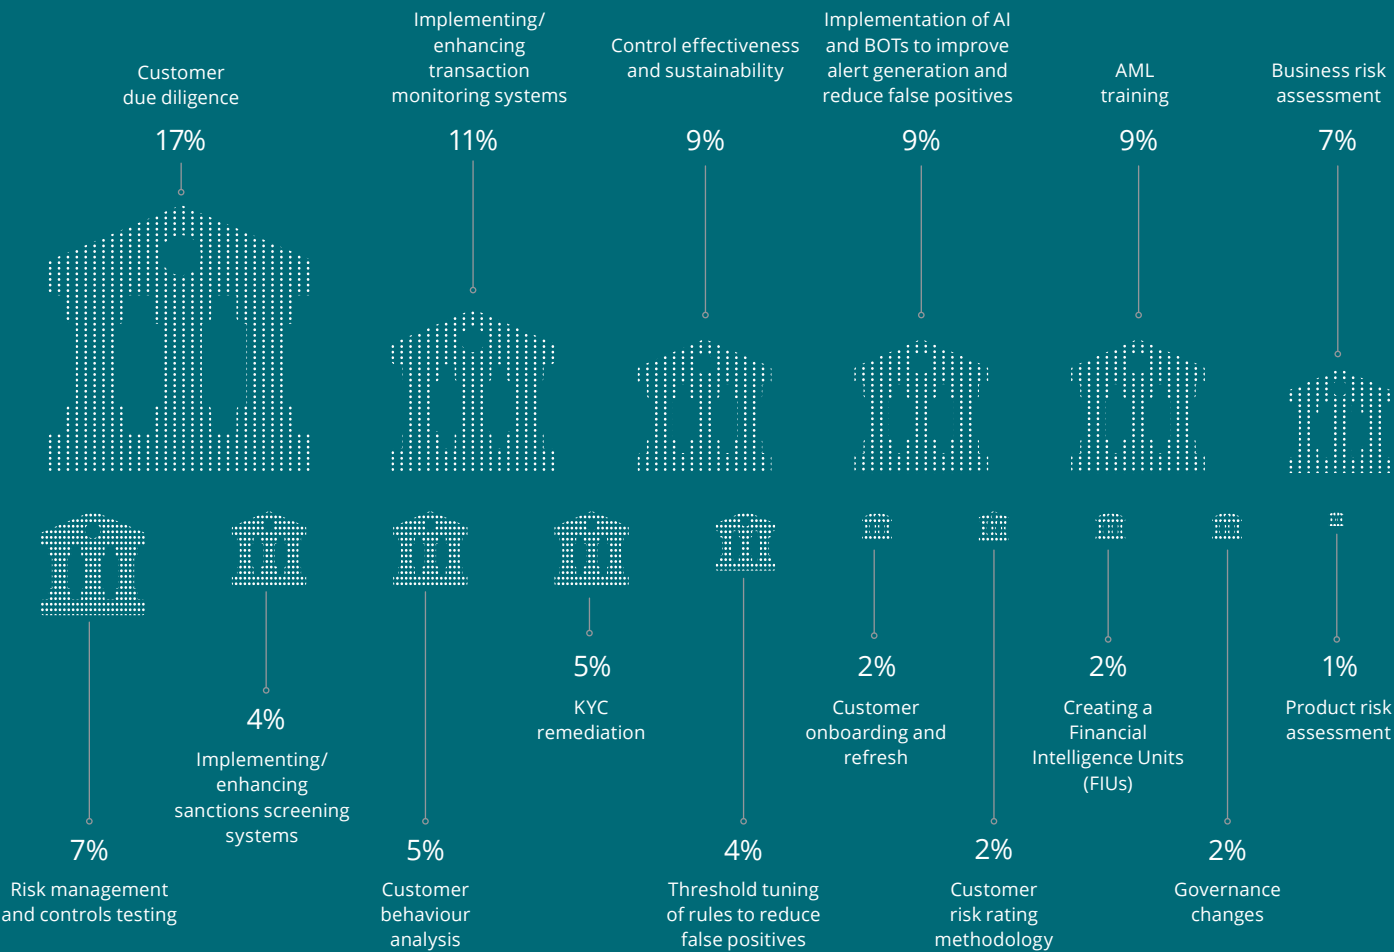 Customer
due diligence
17%
Implementing/
enhancing
transaction
monitoring systems
11%
Control effectiveness
and sustainability
9%
Implementation of AI
and BOTs to improve
alert generation and
reduce false positives
9%
AML
training
9%
Business risk
assessment
7%
7%
Risk management
and controls testing
4%
Implementing/
enhancing
sanctions screening
systems
5%
Customer
behaviour
analysis
5%
KYC
remediation
4%
Threshold tuning
of rules to reduce
false positives
2%
Customer
onboarding and
refresh
2%
Customer
risk rating
methodology
2%
Creating a
Financial
Intelligence Units
(FIUs)
2%
Governance
changes
1%
Product risk
assessment